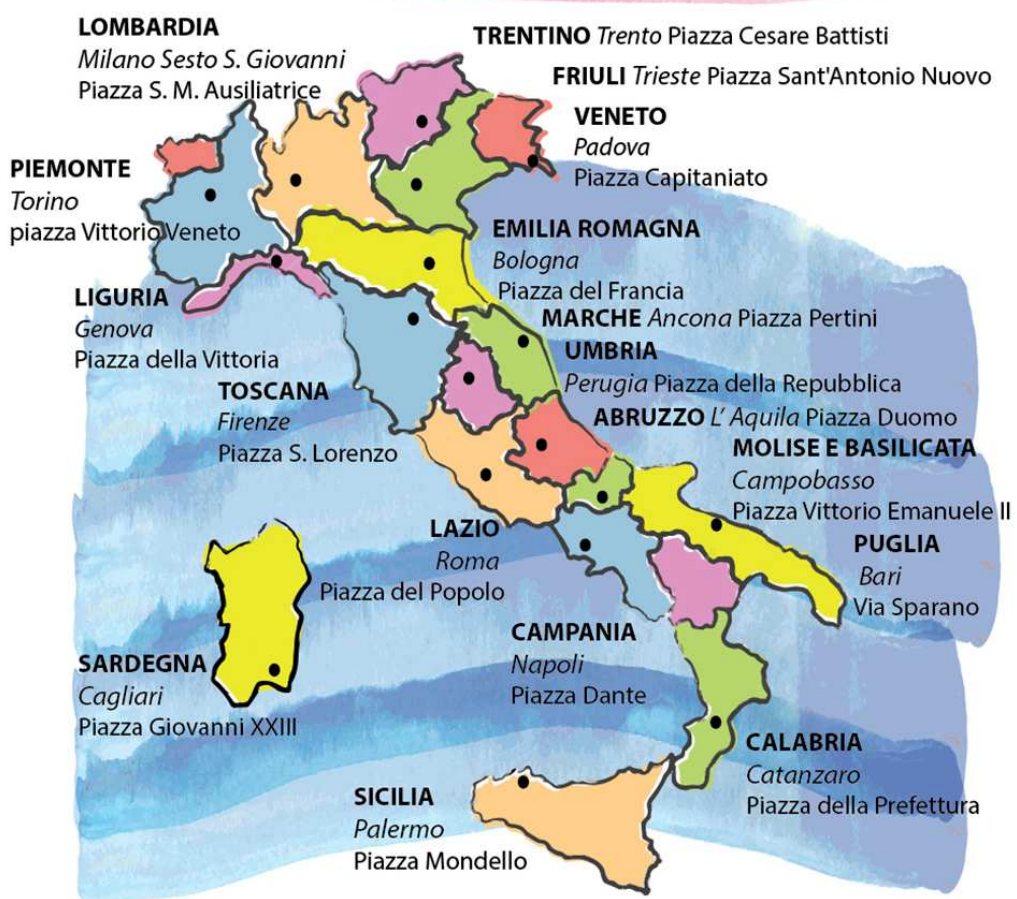 LOMBARDIA
Milano Sesto S. Giovanni
Piazza S. M. Ausiliatrice
TRENTINO Trento Piazza Cesare Battisti
FRIULI Trieste Piazza Sant'Antonio Nuovo
VENETO
Padova
Piazza Capitaniato
PIEMONTE
Torino
piazza Vittorio Veneto
EMILIA ROMAGNA
Bologna
Piazza del Francia
LIGURIA
Genova
Piazza della Vittoria
MARCHE Ancona Piazza Pertini
UMBRIA
Perugia Piazza della Repubblica
TOSCANA
Firenze
Piazza S. Lorenzo
ABRUZZO L' Aquila Piazza Duomo
MOLISE E BASILICATA
Campobasso
Piazza Vittorio Emanuele II
LAZIO
Roma
Piazza del Popolo
PUGLIA
Bari
Via Sparano
CAMPANIA
Napoli
Piazza Dante
SARDEGNA
Cagliari
Piazza Giovanni XXIII
CALABRIA
Catanzaro
Piazza della Prefettura
SICILIA
Palermo
Piazza Mondello